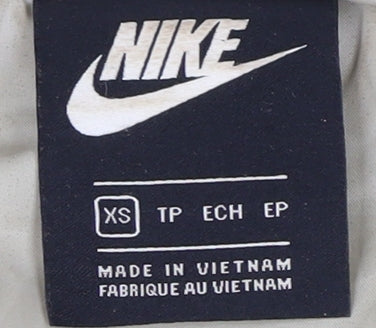 NIKE
XS TP ECH EP
MADE IN VIETNAM
FABRIQUE AU VIETNAM